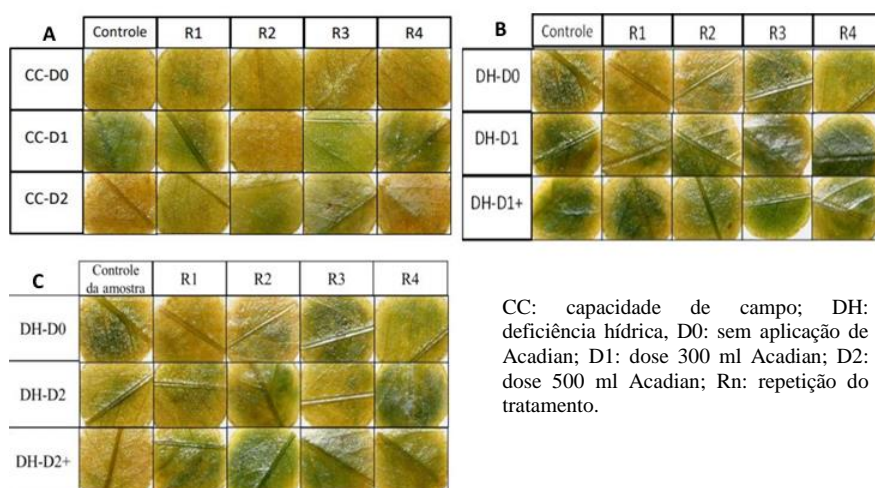 A Controle R1 R2 R3 R4
CC-D0
CC-D1
CC-D2
B Controle R1 R2 R3 R4
DH-D0
DH-D1
DH-D1+
C Controle da amostra R1 R2 R3 R4
DH-D0
DH-D2
DH-D2+
CC: capacidade de campo; DH:
deficiência hídrica, D0: sem aplicação de
Acadian; D1: dose 300 ml Acadian; D2:
dose 500 ml Acadian; Rn: repetição do
tratamento.